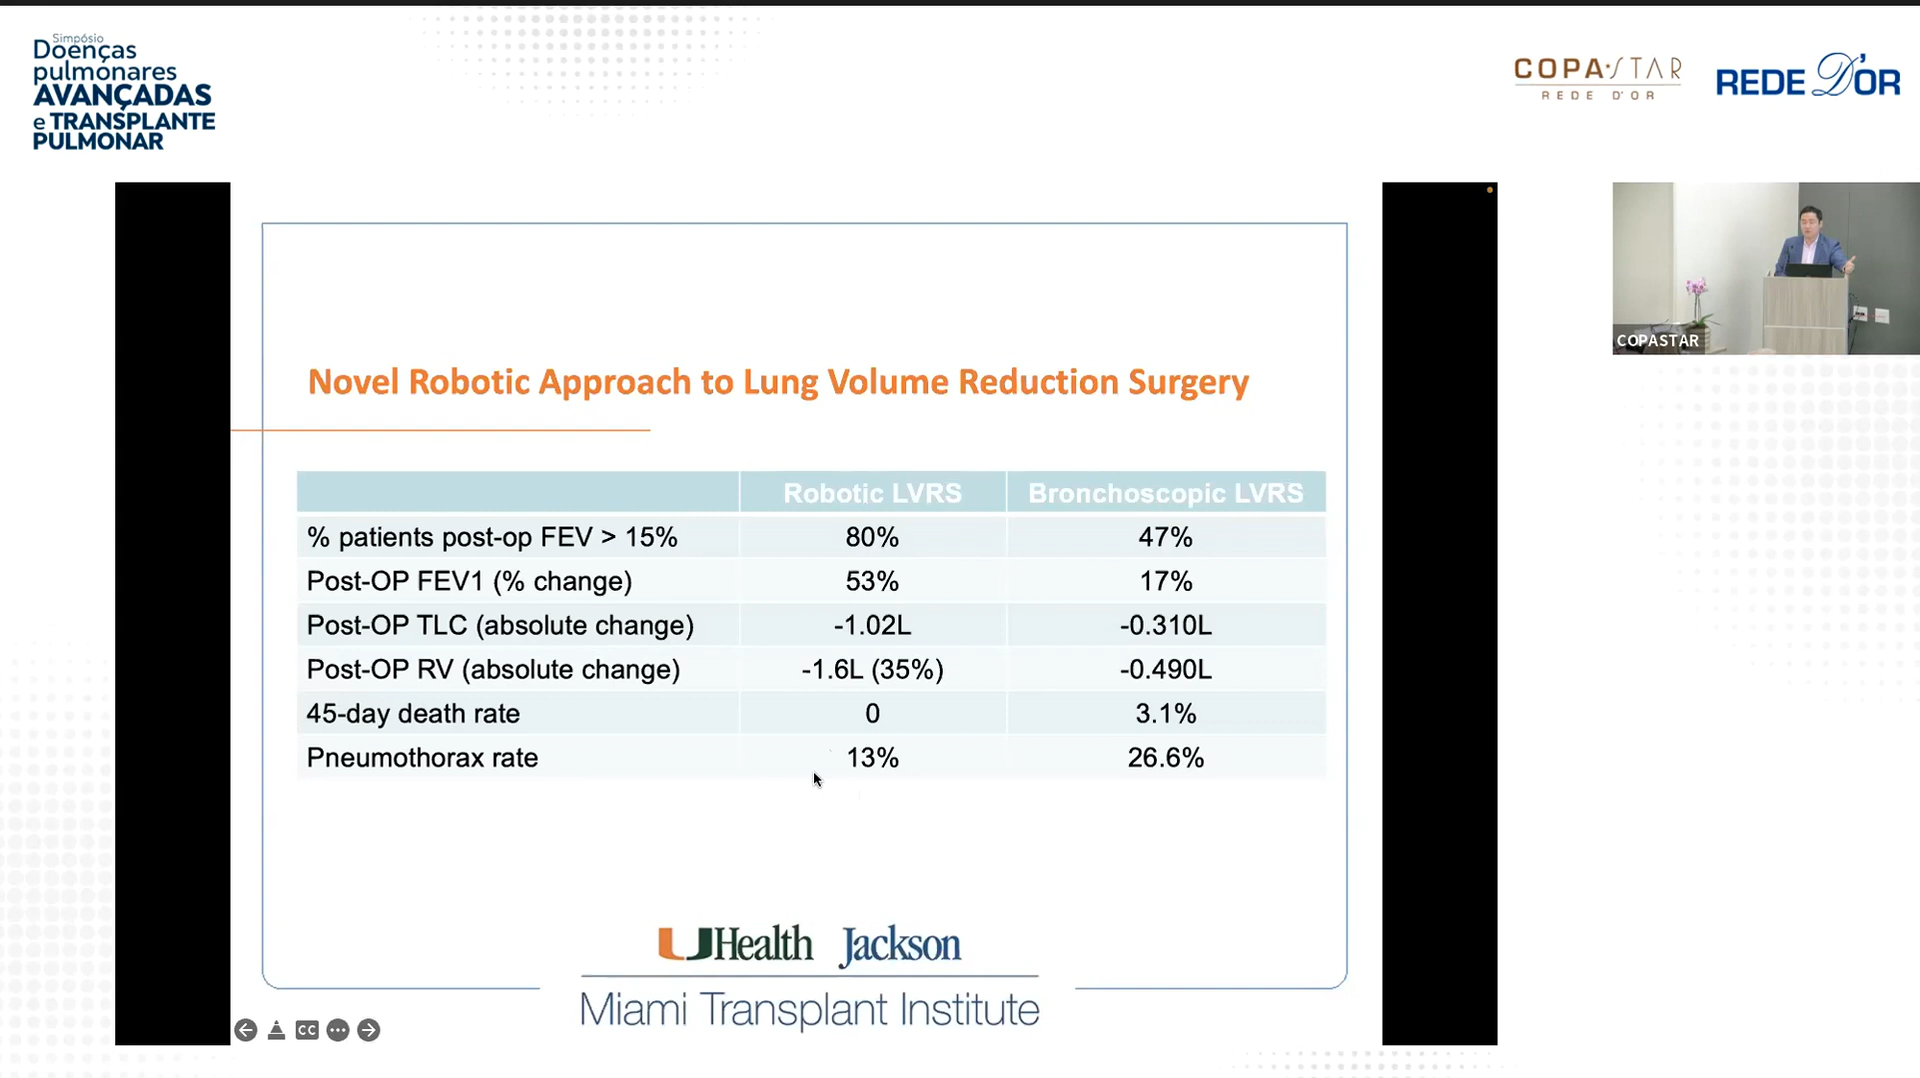 Simpósio
Doenças
pulmonares
AVANÇADAS
e TRANSPLANTE
PULMONAR
COPA STAR
REDE D'OR
REDE D'OR
COPASTAR
Novel Robotic Approach to Lung Volume Reduction Surgery
Robotic LVRS Bronchoscopic LVRS
% patients post-op FEV > 15% 80% 47%
Post-OP FEV1 (% change) 53% 17%
Post-OP TLC (absolute change) -1.02L -0.310L
Post-OP RV (absolute change) -1.6L (35%) -0.490L
45-day death rate 0 3.1%
Pneumothorax rate 13% 26.6%
UHealth Jackson
Miami Transplant Institute
CC